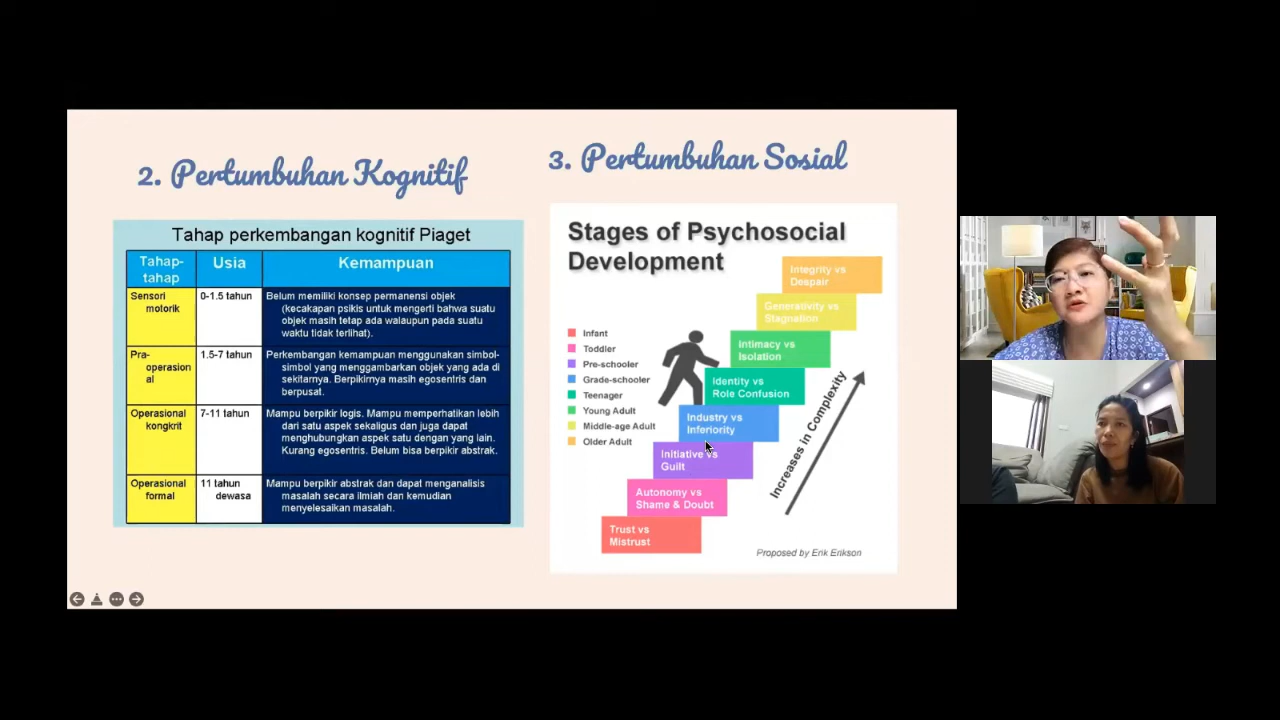 2. Pertumbuhan Kognitif
Tahap perkembangan kognitif Piaget
Tahap-
tahap
Usia
Kemampuan
Sensori
motorik
0-1.5 tahun
Belum memiliki konsep permanensi objek
(kecakapan psikis untuk mengerti bahwa suatu
objek masih tetap ada walaupun pada suatu
waktu tidak terlihat).
Pra-
operasion
al
1.5-7 tahun
Perkembangan kemampuan menggunakan simbol-
simbol yang menggambarkan objek yang ada di
sekitarnya. Berpikirnya masih egosentris dan
berpusat.
Operasional
kongkrit
7-11 tahun
Mampu berpikir logis. Mampu memperhatikan lebih
dari satu aspek sekaligus dan juga dapat
menghubungkan aspek satu dengan yang lain.
Kurang egosentris. Belum bisa berpikir abstrak.
Operasional
formal
11 tahun
dewasa
Mampu berpikir abstrak dan dapat menganalisis
masalah secara ilmiah dan kemudian
menyelesaikan masalah.
3. Pertumbuhan Sosial
Stages of Psychosocial
Development
Infant
Toddler
Pre-schooler
Grade-schooler
Teenager
Young Adult
Middle-age Adult
Older Adult
Integrity vs
Despair
Generativity vs
Stagnation
Intimacy vs
Isolation
Identity vs
Role Confusion
Industry vs
Inferiority
Initiative vs
Guilt
Autonomy vs
Shame & Doubt
Trust vs
Mistrust
Increases in Complexity
Proposed by Erik Erikson